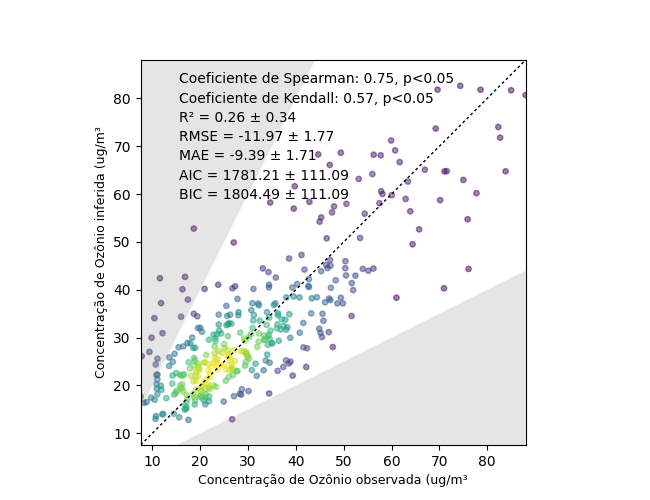 Coeficiente de Spearman: 0.75, p<0.05
Coeficiente de Kendall: 0.57, p<0.05
R² = 0.26 ± 0.34
RMSE = -11.97 ± 1.77
MAE = -9.39 ± 1.71
AIC = 1781.21 ± 111.09
BIC = 1804.49 ± 111.09
Concentração de Ozônio inferida (ug/m³
80
70
60
50
40
30
20
10
10 20 30 40 50 60 70 80
Concentração de Ozônio observada (ug/m³